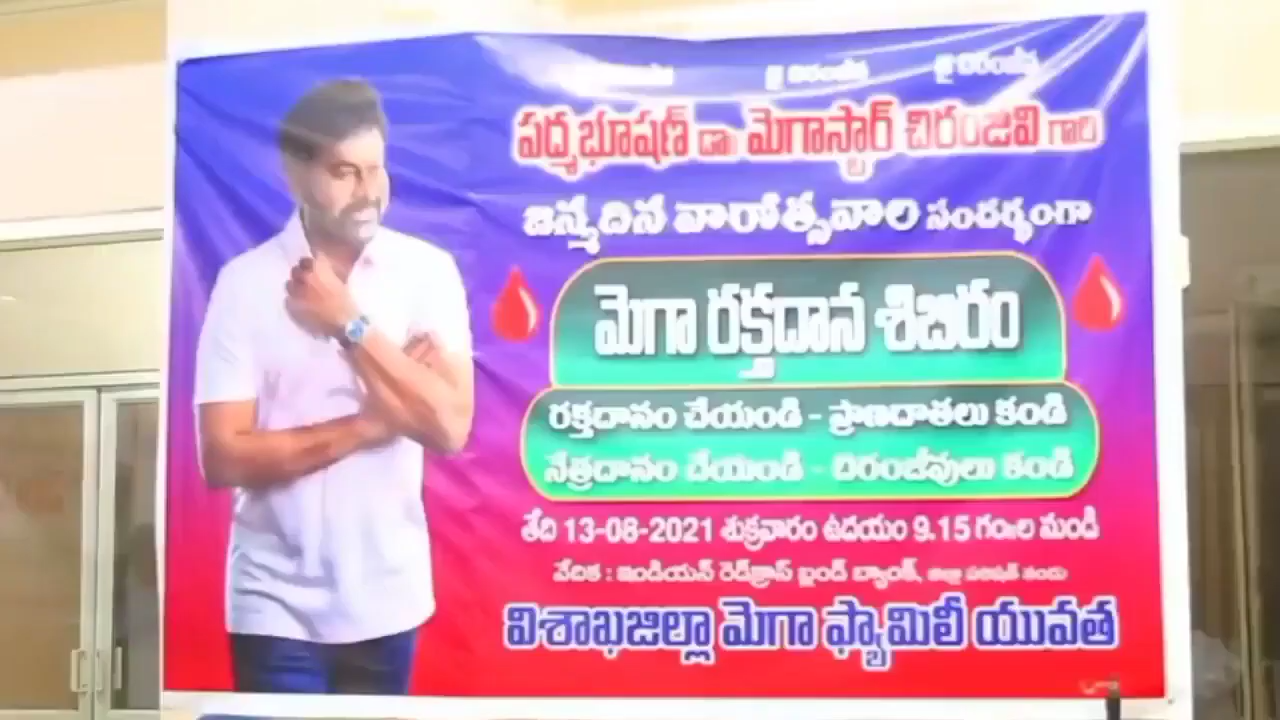 జై చిరంజీవ జై చిరంజీవ
పద్మభూషణ్ డా॥ మెగాస్టార్ చిరంజీవి గారి
జన్మదిన వారోత్సవాల సందర్భంగా
మెగా రక్తదాన శిబిరం
రక్తదానం చేయండి - ప్రాణదాతలు కండి
నేత్రదానం చేయండి - చిరంజీవులు కండి
తేది 13-08-2021 శుక్రవారం ఉదయం 9.15 గం॥ల నుండి
వేదిక : ఇండియన్ రెడ్‌క్రాస్ బ్లండ్ బ్యాంక్,
విశాఖజిల్లా మెగా ఫ్యామిలీ యువత